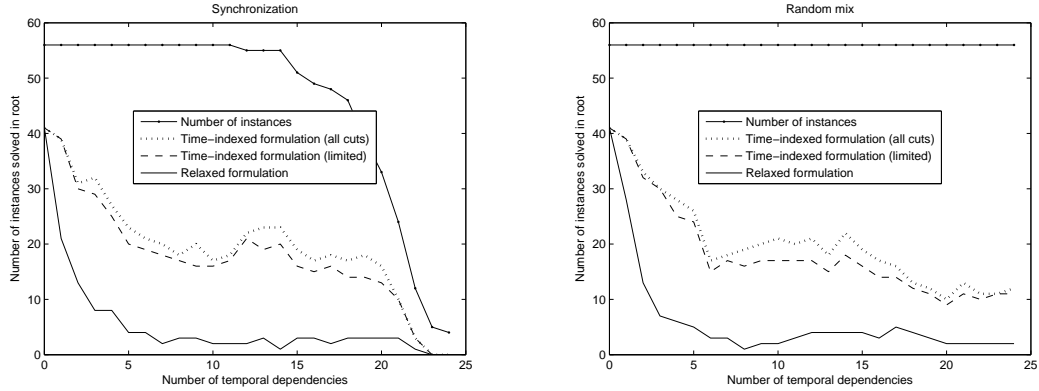 Synchronization
60
50
40
30
20
10
0
Number of instances solved in root
Number of instances
Time−indexed formulation (all cuts)
Time−indexed formulation (limited)
Relaxed formulation
0 5 10 15 20 25
Number of temporal dependencies
Random mix
60
50
40
30
20
10
0
Number of instances solved in root
Number of instances
Time−indexed formulation (all cuts)
Time−indexed formulation (limited)
Relaxed formulation
0 5 10 15 20 25
Number of temporal dependencies